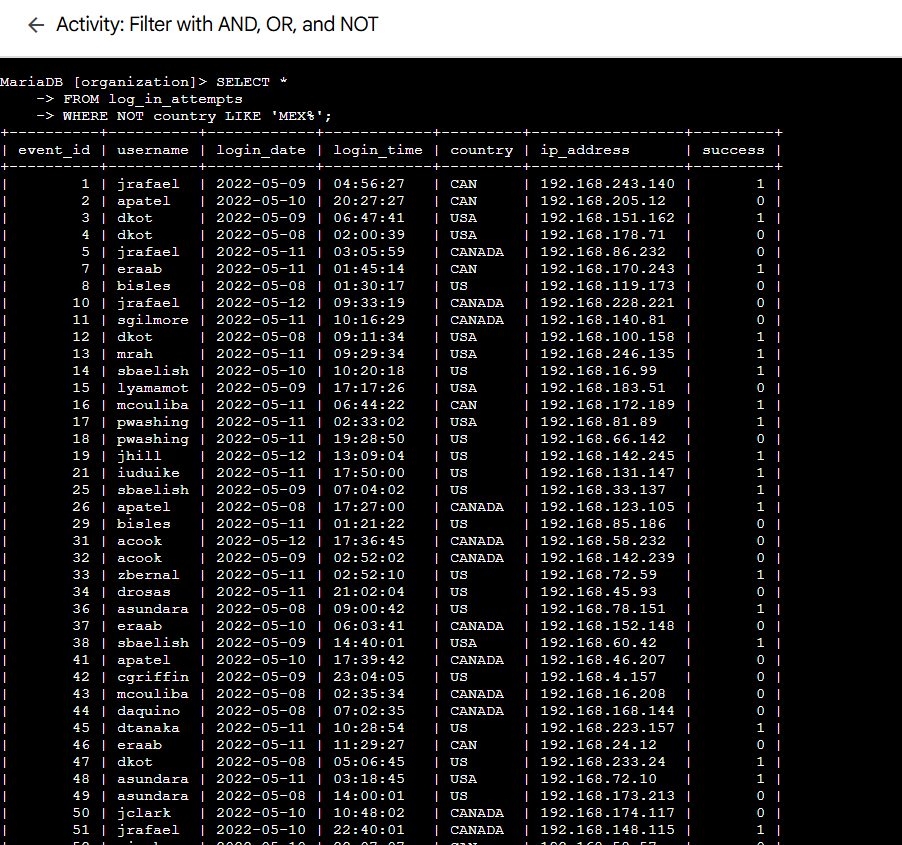 ← Activity: Filter with AND, OR, and NOT
MariaDB [organization]> SELECT *
    -> FROM log_in_attempts
    -> WHERE NOT country LIKE 'MEX%';
+----------+----------+------------+------------+---------+-----------------+---------+
| event_id | username | login_date | login_time | country | ip_address      | success |
+----------+----------+------------+------------+---------+-----------------+---------+
|        1 | jrafael  | 2022-05-09 | 04:56:27   | CAN     | 192.168.243.140 |       1 |
|        2 | apatel   | 2022-05-10 | 20:27:27   | CAN     | 192.168.205.12  |       0 |
|        3 | dkot     | 2022-05-09 | 06:47:41   | USA     | 192.168.151.162 |       1 |
|        4 | dkot     | 2022-05-08 | 02:00:39   | USA     | 192.168.178.71  |       0 |
|        5 | jrafael  | 2022-05-11 | 03:05:59   | CANADA  | 192.168.86.232  |       0 |
|        7 | eraab    | 2022-05-11 | 01:45:14   | CAN     | 192.168.170.243 |       1 |
|        8 | bisles   | 2022-05-08 | 01:30:17   | US      | 192.168.119.173 |       0 |
|       10 | jrafael  | 2022-05-12 | 09:33:19   | CANADA  | 192.168.228.221 |       0 |
|       11 | sgilmore | 2022-05-11 | 10:16:29   | CANADA  | 192.168.140.81  |       0 |
|       12 | dkot     | 2022-05-08 | 09:11:34   | USA     | 192.168.100.158 |       1 |
|       13 | mrah     | 2022-05-11 | 09:29:34   | USA     | 192.168.246.135 |       1 |
|       14 | sbaelish | 2022-05-10 | 10:20:18   | US      | 192.168.16.99   |       1 |
|       15 | lyamamot | 2022-05-09 | 17:17:26   | USA     | 192.168.183.51  |       0 |
|       16 | mcouliba | 2022-05-11 | 06:44:22   | CAN     | 192.168.172.189 |       1 |
|       17 | pwashing | 2022-05-11 | 02:33:02   | USA     | 192.168.81.89   |       1 |
|       18 | pwashing | 2022-05-11 | 19:28:50   | US      | 192.168.66.142  |       0 |
|       19 | jhill    | 2022-05-12 | 13:09:04   | US      | 192.168.142.245 |       1 |
|       21 | iuduike  | 2022-05-11 | 17:50:00   | US      | 192.168.131.147 |       1 |
|       25 | sbaelish | 2022-05-09 | 07:04:02   | US      | 192.168.33.137  |       1 |
|       26 | apatel   | 2022-05-08 | 17:27:00   | CANADA  | 192.168.123.105 |       1 |
|       29 | bisles   | 2022-05-11 | 01:21:22   | US      | 192.168.85.186  |       0 |
|       31 | acook    | 2022-05-12 | 17:36:45   | CANADA  | 192.168.58.232  |       0 |
|       32 | acook    | 2022-05-09 | 02:52:02   | CANADA  | 192.168.142.239 |       0 |
|       33 | zbernal  | 2022-05-11 | 02:52:10   | US      | 192.168.72.59   |       1 |
|       34 | drosas   | 2022-05-11 | 21:02:04   | US      | 192.168.45.93   |       0 |
|       36 | asundara | 2022-05-08 | 09:00:42   | US      | 192.168.78.151  |       1 |
|       37 | eraab    | 2022-05-10 | 06:03:41   | CANADA  | 192.168.152.148 |       0 |
|       38 | sbaelish | 2022-05-09 | 14:40:01   | USA     | 192.168.60.42   |       1 |
|       41 | apatel   | 2022-05-10 | 17:39:42   | CANADA  | 192.168.46.207  |       0 |
|       42 | cgriffin | 2022-05-09 | 23:04:05   | US      | 192.168.4.157   |       0 |
|       43 | mcouliba | 2022-05-08 | 02:35:34   | CANADA  | 192.168.16.208  |       0 |
|       44 | daquino  | 2022-05-08 | 07:02:35   | CANADA  | 192.168.168.144 |       0 |
|       45 | dtanaka  | 2022-05-11 | 10:28:54   | US      | 192.168.223.157 |       1 |
|       46 | eraab    | 2022-05-11 | 11:29:27   | CAN     | 192.168.24.12   |       0 |
|       47 | dkot     | 2022-05-08 | 05:06:45   | US      | 192.168.233.24  |       1 |
|       48 | asundara | 2022-05-11 | 03:18:45   | USA     | 192.168.72.10   |       1 |
|       49 | asundara | 2022-05-08 | 14:00:01   | US      | 192.168.173.213 |       0 |
|       50 | jclark   | 2022-05-10 | 10:48:02   | CANADA  | 192.168.174.117 |       0 |
|       51 | jrafael  | 2022-05-10 | 22:40:01   | CANADA  | 192.168.148.115 |       1 |